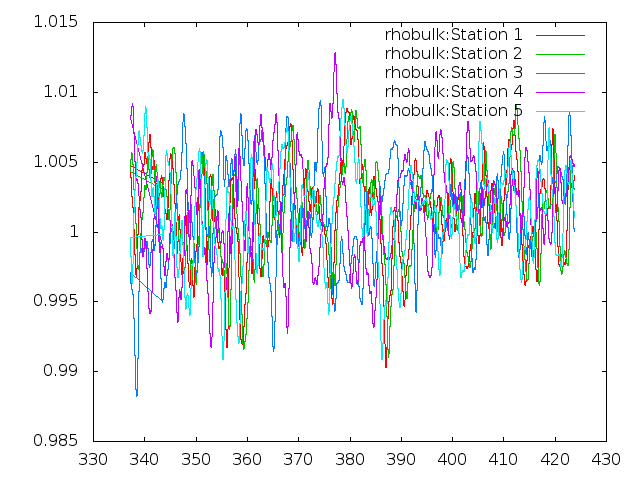 1.015
1.01
1.005
1
0.995
0.99
0.985
330 340 350 360 370 380 390 400 410 420 430
rhobulk:Station 1
rhobulk:Station 2
rhobulk:Station 3
rhobulk:Station 4
rhobulk:Station 5